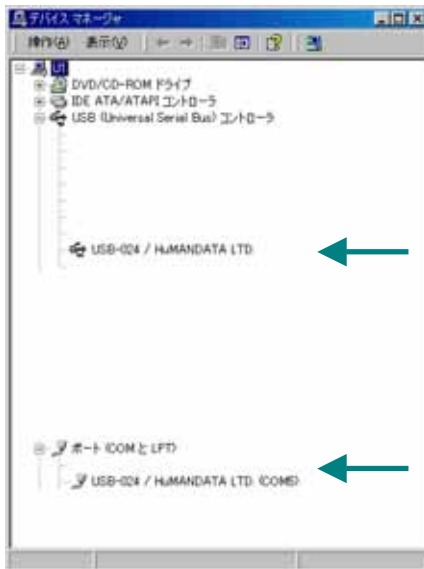 デバイス マネージャ
操作(A) 表示(V)
U1
DVD/CD-ROM ドライブ
IDE ATA/ATAPI コントローラ
USB (Universal Serial Bus) コントローラ
USB-024 / HuMANDATA LTD.
ポート (COM と LPT)
USB-024 / HuMANDATA LTD. (COM5)